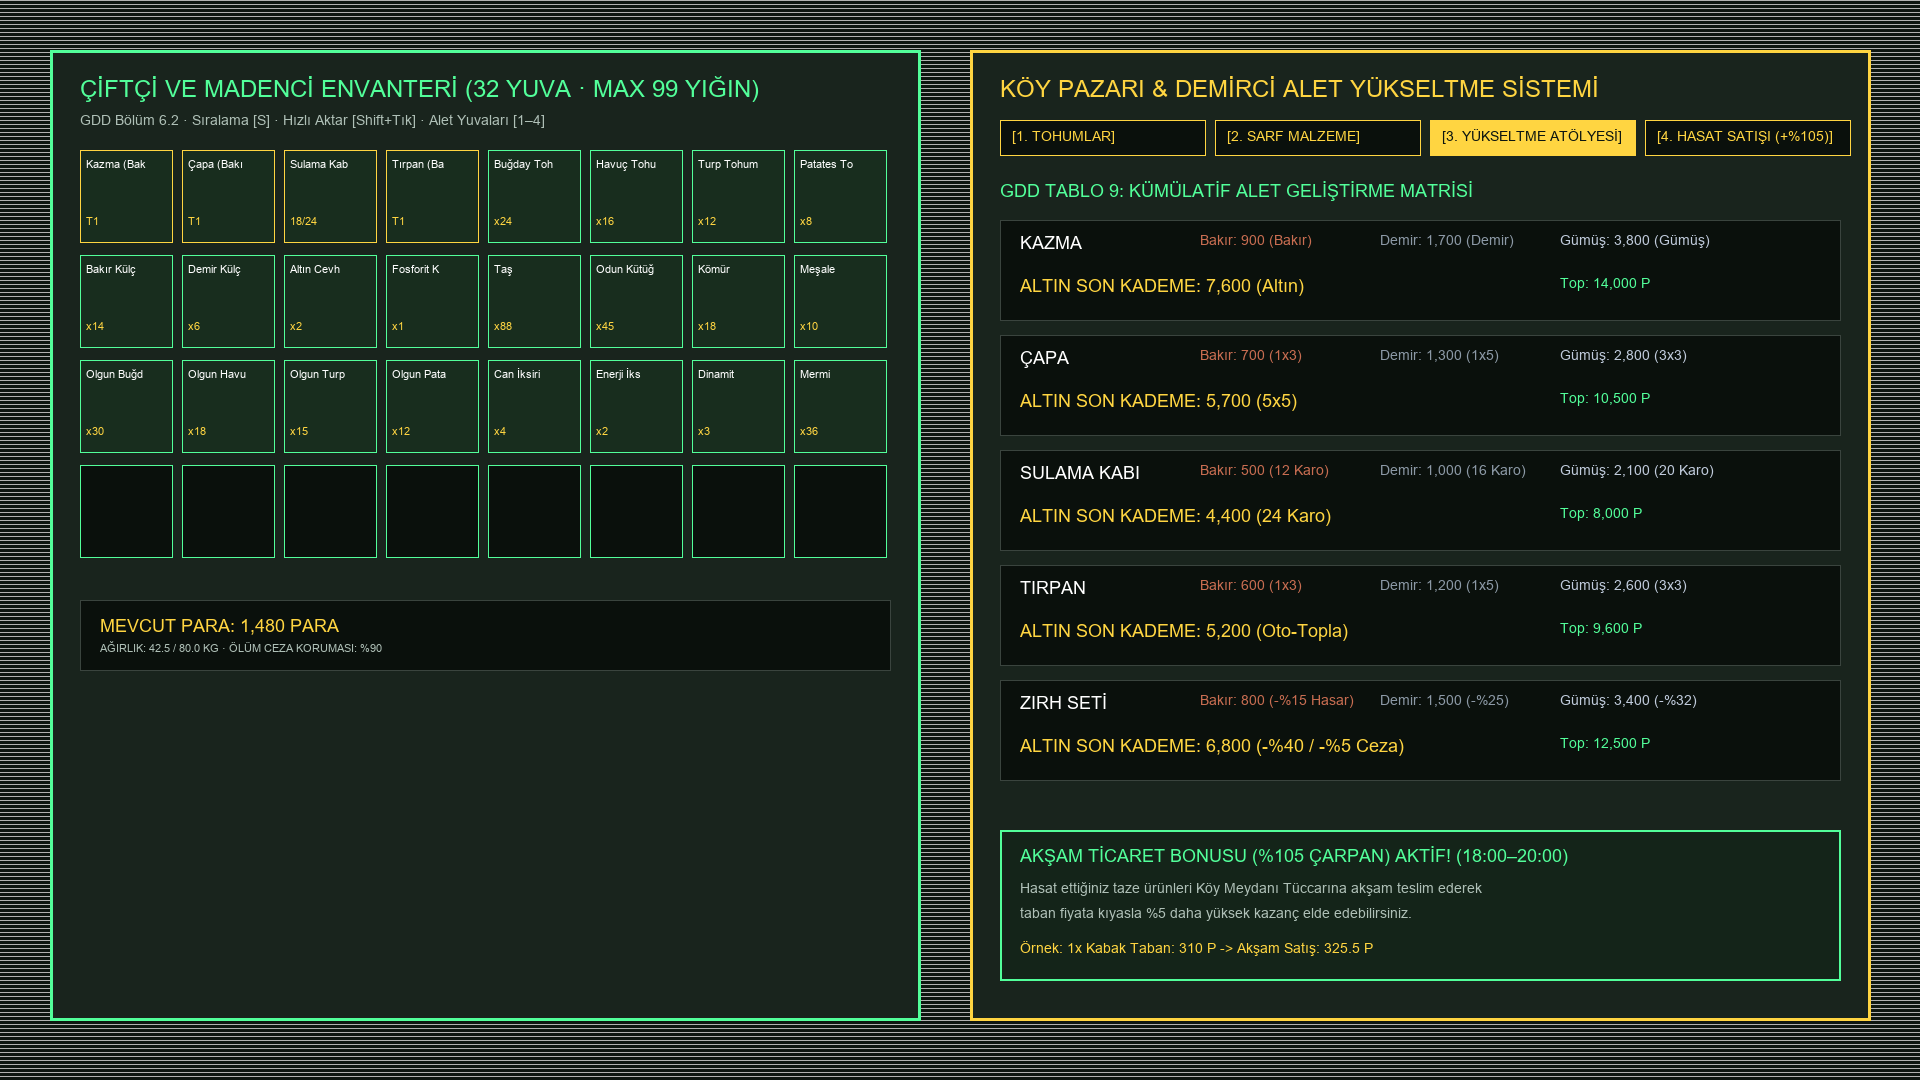 ÇİFTÇİ VE MADENCİ ENVANTERİ (32 YUVA · MAX 99 YIĞIN)
GDD Bölüm 6.2 · Sıralama [S] · Hızlı Aktar [Shift+Tık] · Alet Yuvaları [1–4]
Kazma (Bak
Çapa (Bakı
Sulama Kab
Tırpan (Ba
Buğday Toh
Havuç Tohu
Turp Tohum
Patates To
T1
T1
18/24
T1
x24
x16
x12
x8
Bakır Külç
Demir Külç
Altın Cevh
Fosforit K
Taş
Odun Kütüğ
Kömür
Meşale
x14
x6
x2
x1
x88
x45
x18
x10
Olgun Buğd
Olgun Havu
Olgun Turp
Olgun Pata
Can İksiri
Enerji İks
Dinamit
Mermi
x30
x18
x15
x12
x4
x2
x3
x36
MEVCUT PARA: 1,480 PARA
AĞIRLIK: 42.5 / 80.0 KG · ÖLÜM CEZA KORUMASI: %90
KÖY PAZARI & DEMİRCİ ALET YÜKSELTME SİSTEMİ
[1. TOHUMLAR]
[2. SARF MALZEME]
[3. YÜKSELTME ATÖLYESİ]
[4. HASAT SATIŞI (+%105)]
GDD TABLO 9: KÜMÜLATİF ALET GELİŞTİRME MATRİSİ
KAZMA
Bakır: 900 (Bakır)
Demir: 1,700 (Demir)
Gümüş: 3,800 (Gümüş)
ALTIN SON KADEME: 7,600 (Altın)
Top: 14,000 P
ÇAPA
Bakır: 700 (1x3)
Demir: 1,300 (1x5)
Gümüş: 2,800 (3x3)
ALTIN SON KADEME: 5,700 (5x5)
Top: 10,500 P
SULAMA KABI
Bakır: 500 (12 Karo)
Demir: 1,000 (16 Karo)
Gümüş: 2,100 (20 Karo)
ALTIN SON KADEME: 4,400 (24 Karo)
Top: 8,000 P
TIRPAN
Bakır: 600 (1x3)
Demir: 1,200 (1x5)
Gümüş: 2,600 (3x3)
ALTIN SON KADEME: 5,200 (Oto-Topla)
Top: 9,600 P
ZIRH SETİ
Bakır: 800 (-%15 Hasar)
Demir: 1,500 (-%25)
Gümüş: 3,400 (-%32)
ALTIN SON KADEME: 6,800 (-%40 / -%5 Ceza)
Top: 12,500 P
AKŞAM TİCARET BONUSU (%105 ÇARPAN) AKTİF! (18:00–20:00)
Hasat ettiğiniz taze ürünleri Köy Meydanı Tüccarına akşam teslim ederek
taban fiyata kıyasla %5 daha yüksek kazanç elde edebilirsiniz.
Örnek: 1x Kabak Taban: 310 P -> Akşam Satış: 325.5 P